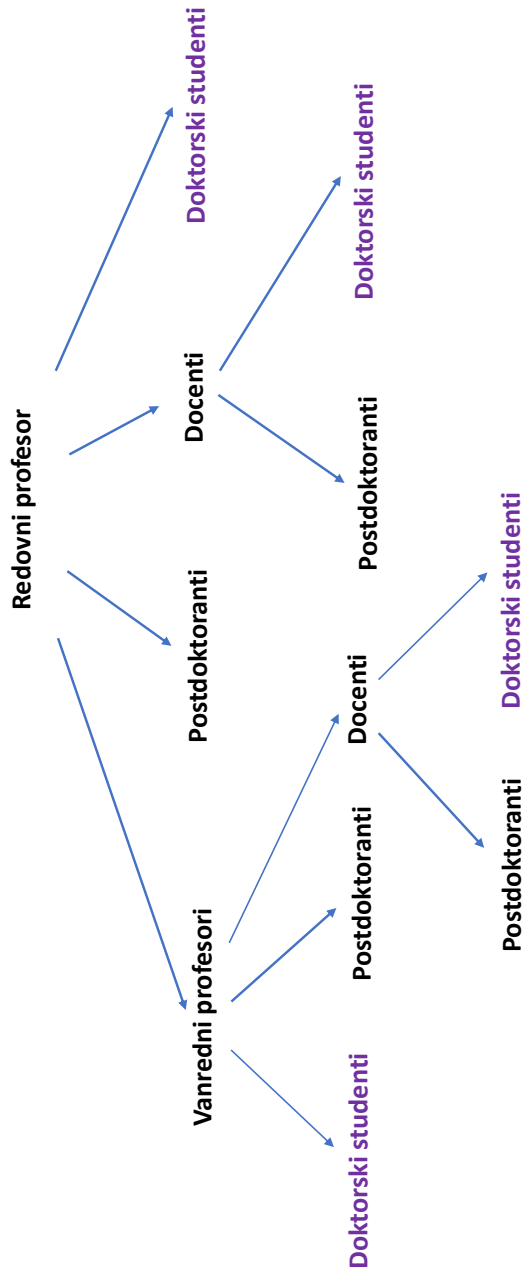 Redovni profesor
Vanredni profesori
Postdoktoranti
Docenti
Doktorski studenti
Doktorski studenti
Postdoktoranti
Docenti
Postdoktoranti
Doktorski studenti
Postdoktoranti
Doktorski studenti